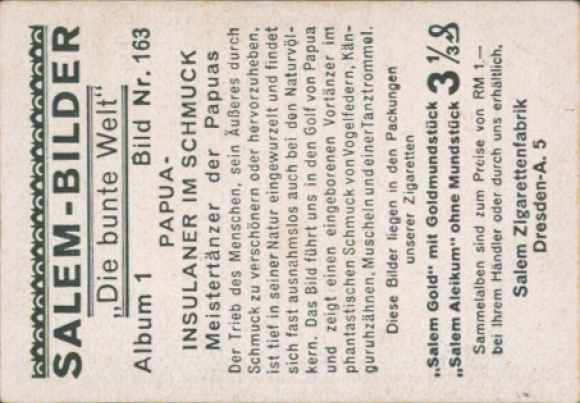 SALEM-BILDER
„Die bunte Welt"
Album 1 Bild Nr. 163
PAPUA-
INSULANER IM SCHMUCK
Meistertänzer der Papuas
Der Trieb des Menschen, sein Äußeres durch
Schmuck zu verschönern oder hervorzuheben,
ist tief in seiner Natur eingewurzelt und findet
sich fast ausnahmslos auch bei den Naturvöl-
kern. Das Bild führt uns in den Golf von Papua
und zeigt einen eingeborenen Vortänzer im
phantastischen Schmuck von Vogelfedern, Kän-
guruhzähnen, Muscheln und einer Tanztrommel.
Diese Bilder liegen in den Packungen
unserer Zigaretten
„Salem Gold" mit Goldmundstück
„Salem Aleikum" ohne Mundstück 3 1/3 ₰
Sammelalben sind zum Preise von RM 1.—
bei Ihrem Händler oder durch uns erhältlich.
Salem Zigarettenfabrik
Dresden-A. 5